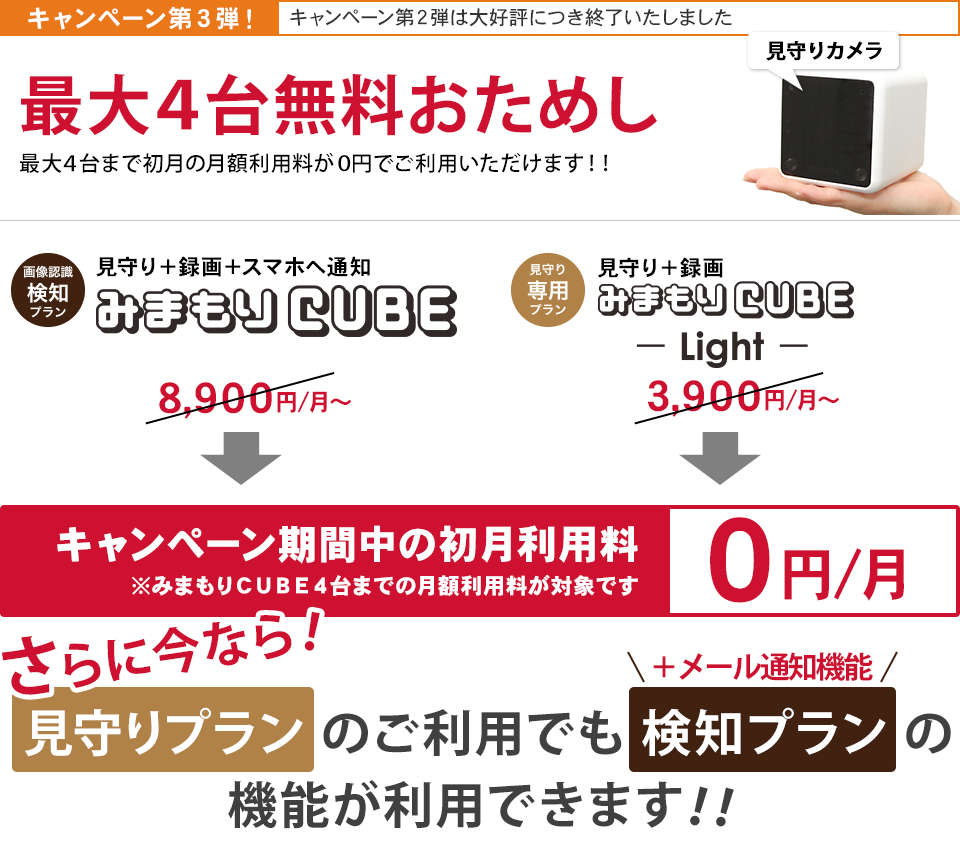 キャンペーン第3弾!
キャンペーン第2弾は大好評につき終了いたしました
見守りカメラ
最大4台無料おためし
最大4台まで初月の月額利用料が0円でご利用いただけます!!
画像認識
検知
プラン
見守り+録画+スマホへ通知
みまもりCUBE
8,900円/月〜
見守り
専用
プラン
見守り+録画
みまもりCUBE
― Light ―
3,900円/月〜
キャンペーン期間中の初月利用料
※みまもりCUBE4台までの月額利用料が対象です
0円/月
さらに今なら!
\+メール通知機能/
見守りプランのご利用でも検知プランの
機能が利用できます!!